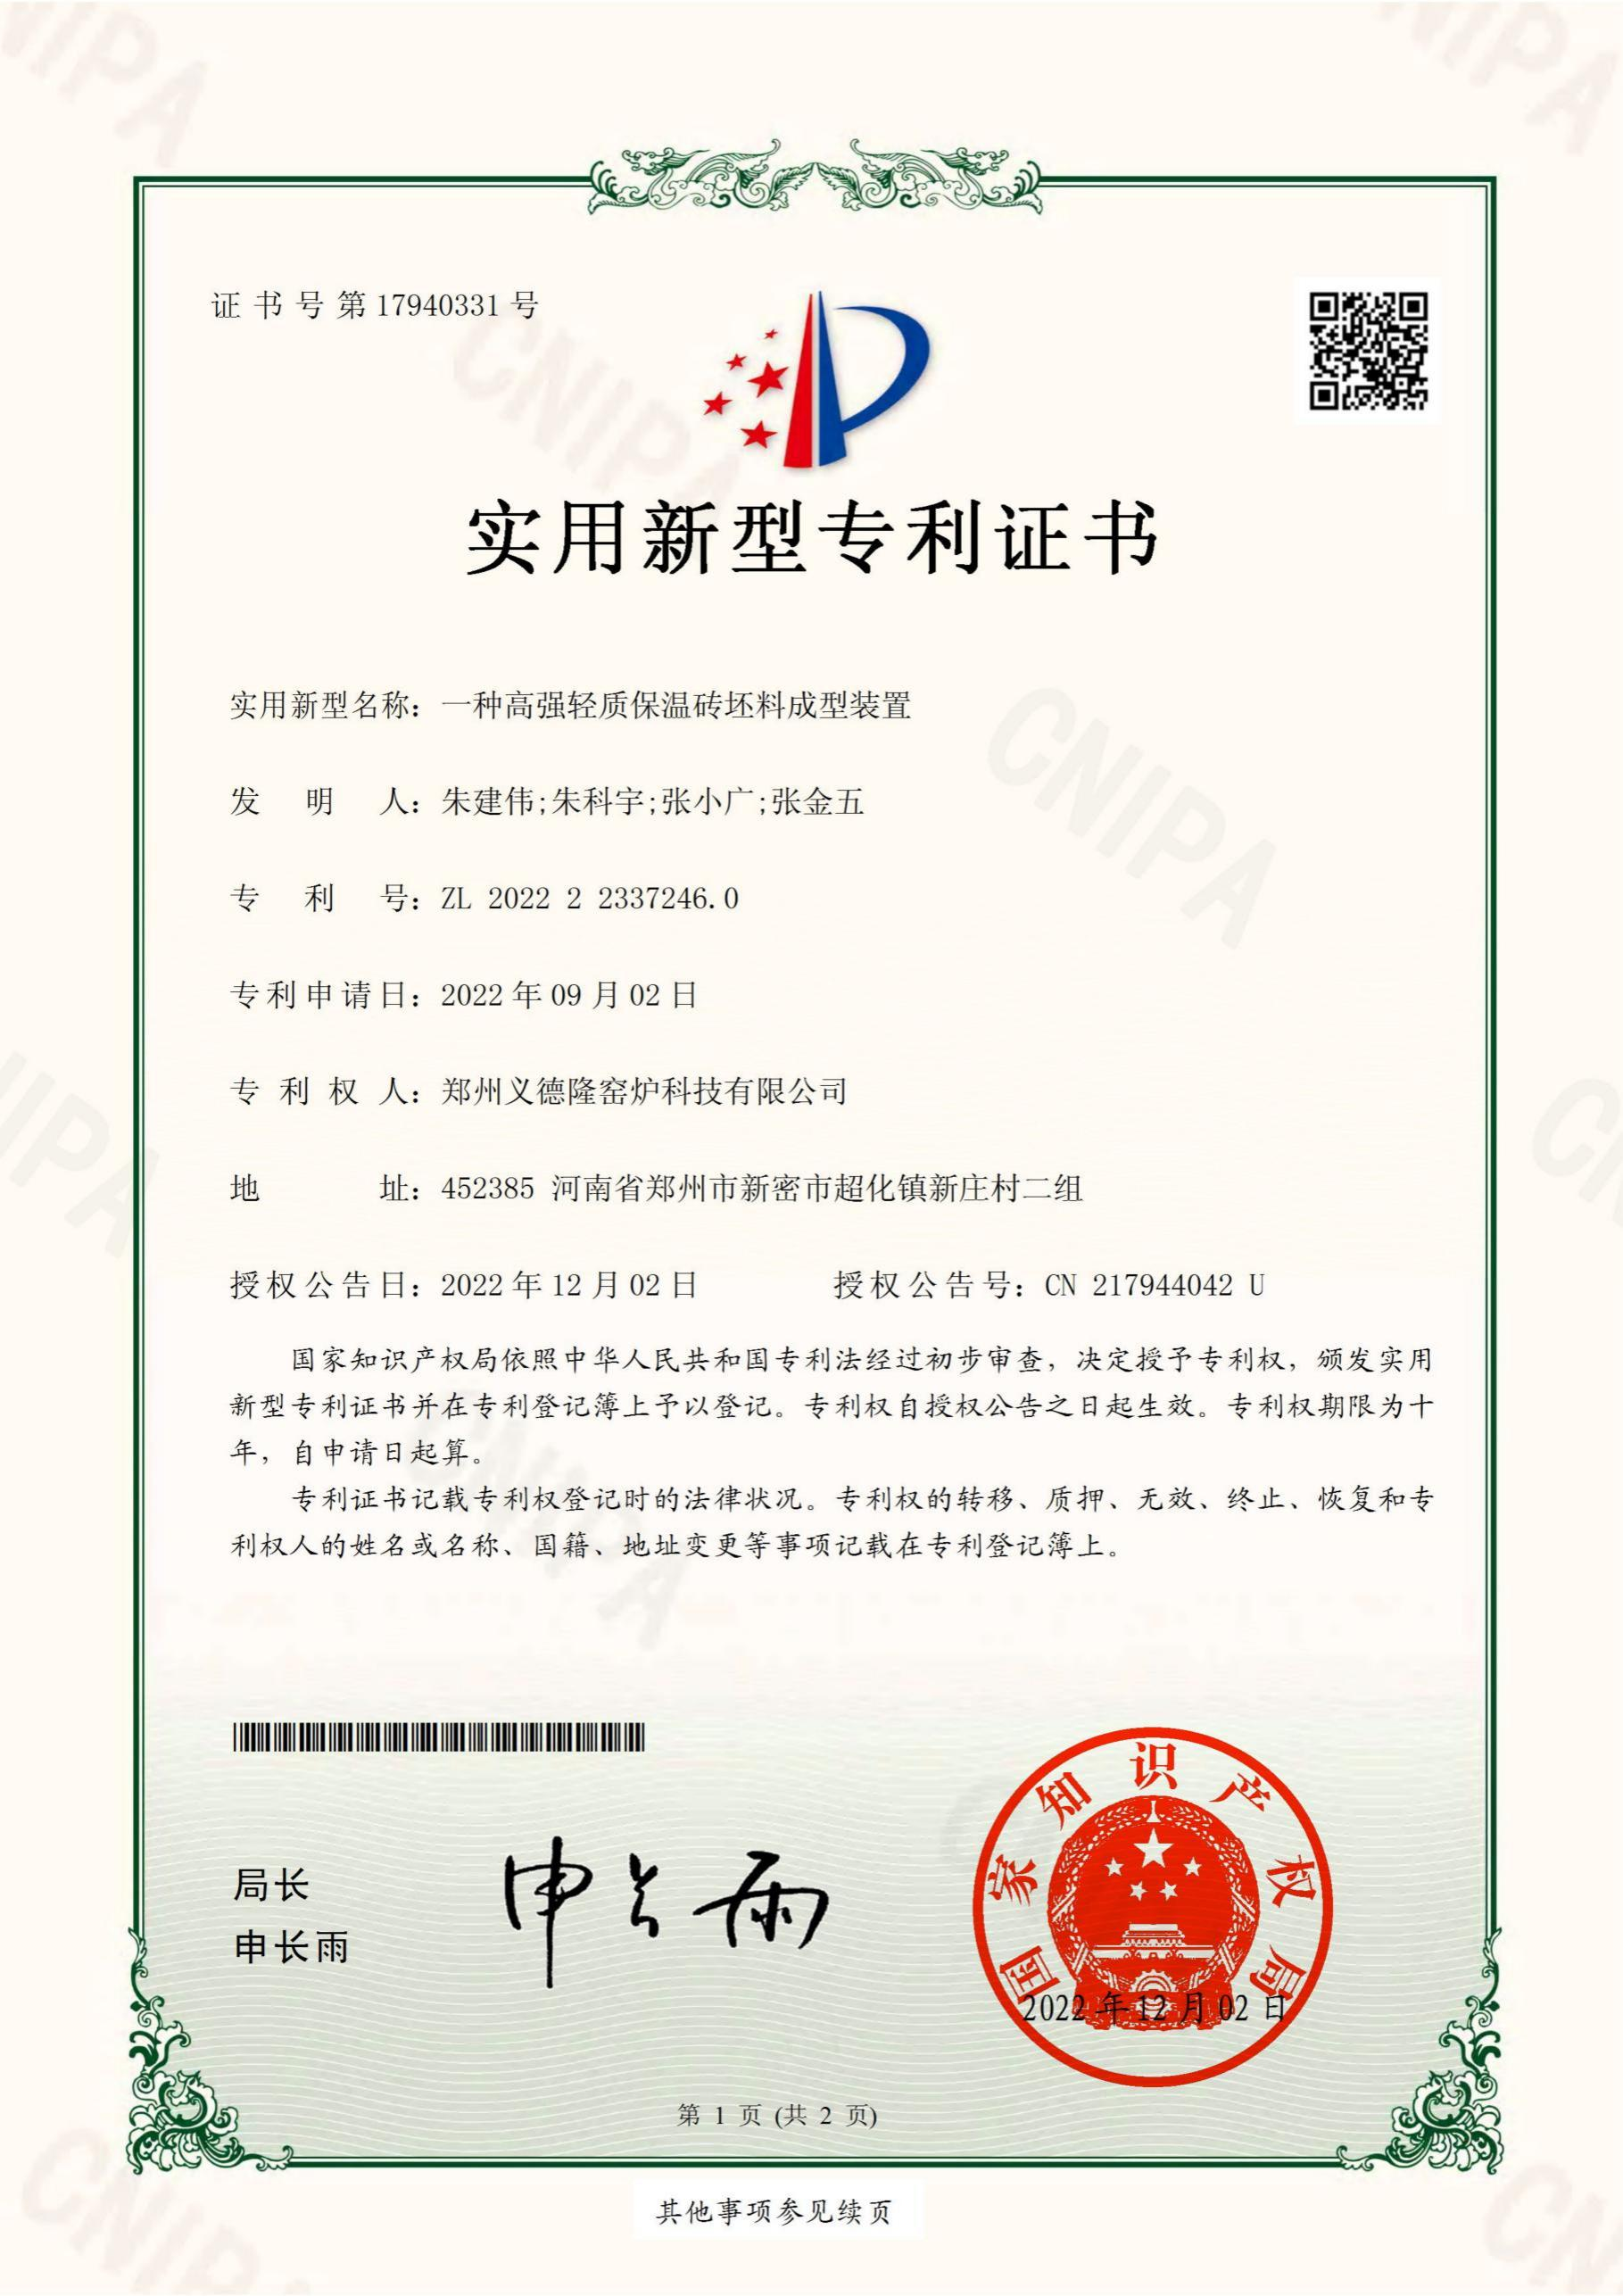 证书号第17940331号
实用新型专利证书
实用新型名称：一种高强轻质保温砖坯料成型装置
发明人：朱建伟;朱科宇;张小广;张金五
专利号：ZL 2022 2 2337246.0
专利申请日：2022年09月02日
专利权人：郑州义德隆窑炉科技有限公司
地址：452385 河南省郑州市新密市超化镇新庄村二组
授权公告日：2022年12月02日 授权公告号：CN 217944042 U
国家知识产权局依照中华人民共和国专利法经过初步审查，决定授予专利权，颁发实用
新型专利证书并在专利登记簿上予以登记。专利权自授权公告之日起生效。专利权期限为十
年，自申请日起算。
专利证书记载专利权登记时的法律状况。专利权的转移、质押、无效、终止、恢复和专
利权人的姓名或名称、国籍、地址变更等事项记载在专利登记簿上。
局长
申长雨
申长雨
国家知识产权局
2022年12月02日
第 1 页 (共 2 页)
其他事项参见续页
CNIPA
CNIPA
CNIPA
CNIPA
CNIPA